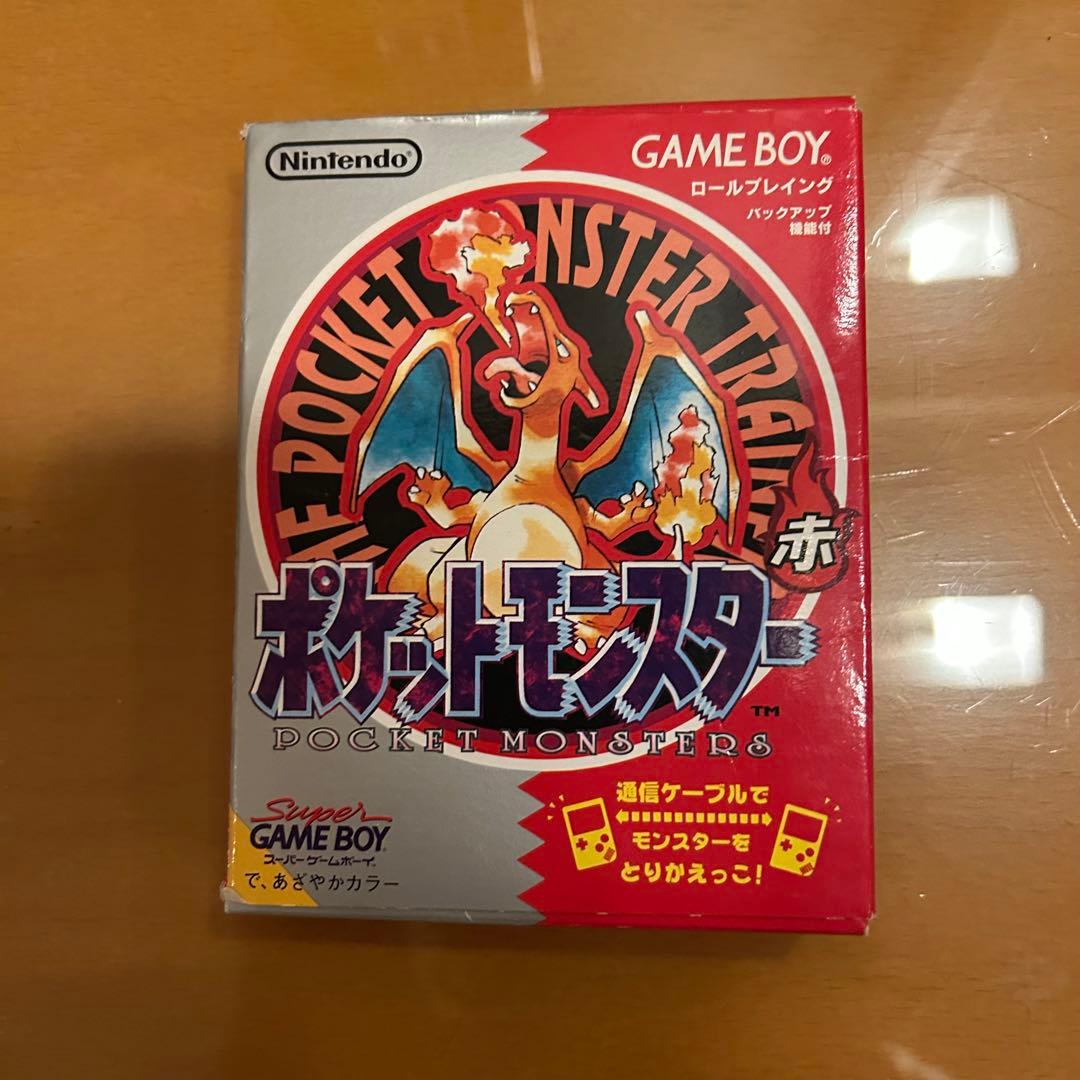 Nintendo®
GAME BOY®
ロールプレイング
バックアップ
機能付
POCKET MONSTER
赤
ポケットモンスター™
POCKET MONSTERS
通信ケーブルで
モンスターを
とりかえっこ!
Super
GAME BOY
スーパーゲームボーイ
で、あざやかカラー